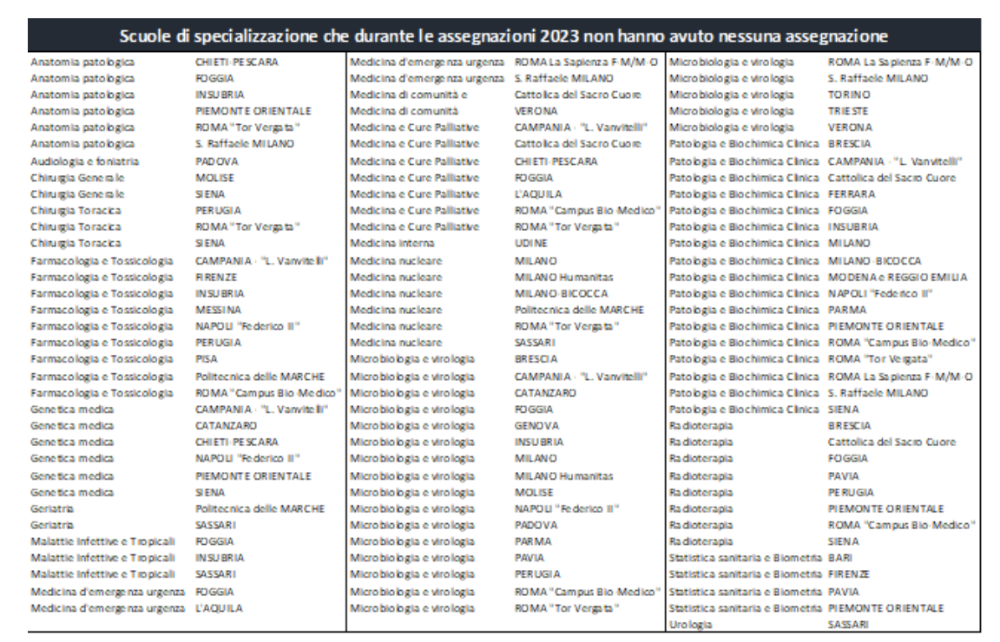 Scuole di specializzazione che durante le assegnazioni 2023 non hanno avuto nessuna assegnazione
Anatomia patologica CHIETI-PESCARA
Anatomia patologica FOGGIA
Anatomia patologica INSUBRIA
Anatomia patologica PIEMONTE ORIENTALE
Anatomia patologica ROMA "Tor Vergata"
Anatomia patologica S. Raffaele MILANO
Audiologia e foniatria PADOVA
Chirurgia Generale MOLISE
Chirurgia Generale SIENA
Chirurgia Toracica PERUGIA
Chirurgia Toracica ROMA "Tor Vergata"
Chirurgia Toracica SIENA
Farmacologia e Tossicologia CAMPANIA - "L. Vanvitelli"
Farmacologia e Tossicologia FIRENZE
Farmacologia e Tossicologia INSUBRIA
Farmacologia e Tossicologia MESSINA
Farmacologia e Tossicologia NAPOLI "Federico II"
Farmacologia e Tossicologia PERUGIA
Farmacologia e Tossicologia PISA
Farmacologia e Tossicologia Politecnica delle MARCHE
Farmacologia e Tossicologia ROMA "Campus Bio-Medico"
Genetica medica CAMPANIA - "L. Vanvitelli"
Genetica medica CATANZARO
Genetica medica CHIETI-PESCARA
Genetica medica NAPOLI "Federico II"
Genetica medica PIEMONTE ORIENTALE
Genetica medica SIENA
Geriatria Politecnica delle MARCHE
Geriatria SASSARI
Malattie Infettive e Tropicali FOGGIA
Malattie Infettive e Tropicali INSUBRIA
Malattie Infettive e Tropicali SASSARI
Medicina d'emergenza urgenza FOGGIA
Medicina d'emergenza urgenza L'AQUILA
Medicina d'emergenza urgenza ROMA La Sapienza F-M/M-O
Medicina d'emergenza urgenza S. Raffaele MILANO
Medicina di comunità e Cattolica del Sacro Cuore
Medicina di comunità VERONA
Medicina e Cure Palliative CAMPANIA - "L. Vanvitelli"
Medicina e Cure Palliative Cattolica del Sacro Cuore
Medicina e Cure Palliative CHIETI-PESCARA
Medicina e Cure Palliative FOGGIA
Medicina e Cure Palliative L'AQUILA
Medicina e Cure Palliative ROMA "Campus Bio-Medico"
Medicina e Cure Palliative ROMA "Tor Vergata"
Medicina interna UDINE
Medicina nucleare MILANO
Medicina nucleare MILANO Humanitas
Medicina nucleare MILANO-BICOCCA
Medicina nucleare Politecnica delle MARCHE
Medicina nucleare ROMA "Tor Vergata"
Medicina nucleare SASSARI
Microbiologia e virologia BRESCIA
Microbiologia e virologia CAMPANIA - "L. Vanvitelli"
Microbiologia e virologia CATANZARO
Microbiologia e virologia FOGGIA
Microbiologia e virologia GENOVA
Microbiologia e virologia INSUBRIA
Microbiologia e virologia MILANO
Microbiologia e virologia MILANO Humanitas
Microbiologia e virologia MOLISE
Microbiologia e virologia NAPOLI "Federico II"
Microbiologia e virologia PADOVA
Microbiologia e virologia PARMA
Microbiologia e virologia PAVIA
Microbiologia e virologia PERUGIA
Microbiologia e virologia ROMA "Campus Bio-Medico"
Microbiologia e virologia ROMA "Tor Vergata"
Microbiologia e virologia ROMA La Sapienza F-M/M-O
Microbiologia e virologia S. Raffaele MILANO
Microbiologia e virologia TORINO
Microbiologia e virologia TRIESTE
Microbiologia e virologia VERONA
Patologia e Biochimica Clinica BRESCIA
Patologia e Biochimica Clinica CAMPANIA - "L. Vanvitelli"
Patologia e Biochimica Clinica Cattolica del Sacro Cuore
Patologia e Biochimica Clinica FERRARA
Patologia e Biochimica Clinica FOGGIA
Patologia e Biochimica Clinica INSUBRIA
Patologia e Biochimica Clinica MILANO
Patologia e Biochimica Clinica MILANO-BICOCCA
Patologia e Biochimica Clinica MODENA e REGGIO EMILIA
Patologia e Biochimica Clinica NAPOLI "Federico II"
Patologia e Biochimica Clinica PARMA
Patologia e Biochimica Clinica PIEMONTE ORIENTALE
Patologia e Biochimica Clinica ROMA "Campus Bio-Medico"
Patologia e Biochimica Clinica ROMA "Tor Vergata"
Patologia e Biochimica Clinica ROMA La Sapienza F-M/M-O
Patologia e Biochimica Clinica S. Raffaele MILANO
Patologia e Biochimica Clinica SIENA
Radioterapia BRESCIA
Radioterapia Cattolica del Sacro Cuore
Radioterapia FOGGIA
Radioterapia PAVIA
Radioterapia PERUGIA
Radioterapia PIEMONTE ORIENTALE
Radioterapia ROMA "Campus Bio-Medico"
Radioterapia SIENA
Statistica sanitaria e Biometria BARI
Statistica sanitaria e Biometria FIRENZE
Statistica sanitaria e Biometria PAVIA
Statistica sanitaria e Biometria PIEMONTE ORIENTALE
Urologia SASSARI